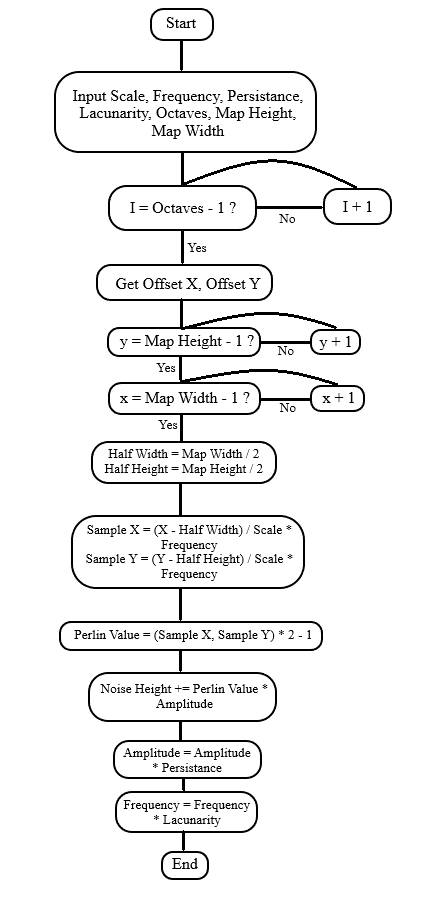 Start
Input Scale, Frequency, Persistance,
Lacunarity, Octaves, Map Height,
Map Width
I = Octaves - 1 ?
No
I + 1
Yes
Get Offset X, Offset Y
y = Map Height - 1 ?
No
y + 1
Yes
x = Map Width - 1 ?
No
x + 1
Yes
Half Width = Map Width / 2
Half Height = Map Height / 2
Sample X = (X - Half Width) / Scale *
Frequency
Sample Y = (Y - Half Height) / Scale *
Frequency
Perlin Value = (Sample X, Sample Y) * 2 - 1
Noise Height += Perlin Value *
Amplitude
Amplitude = Amplitude
* Persistance
Frequency = Frequency
* Lacunarity
End